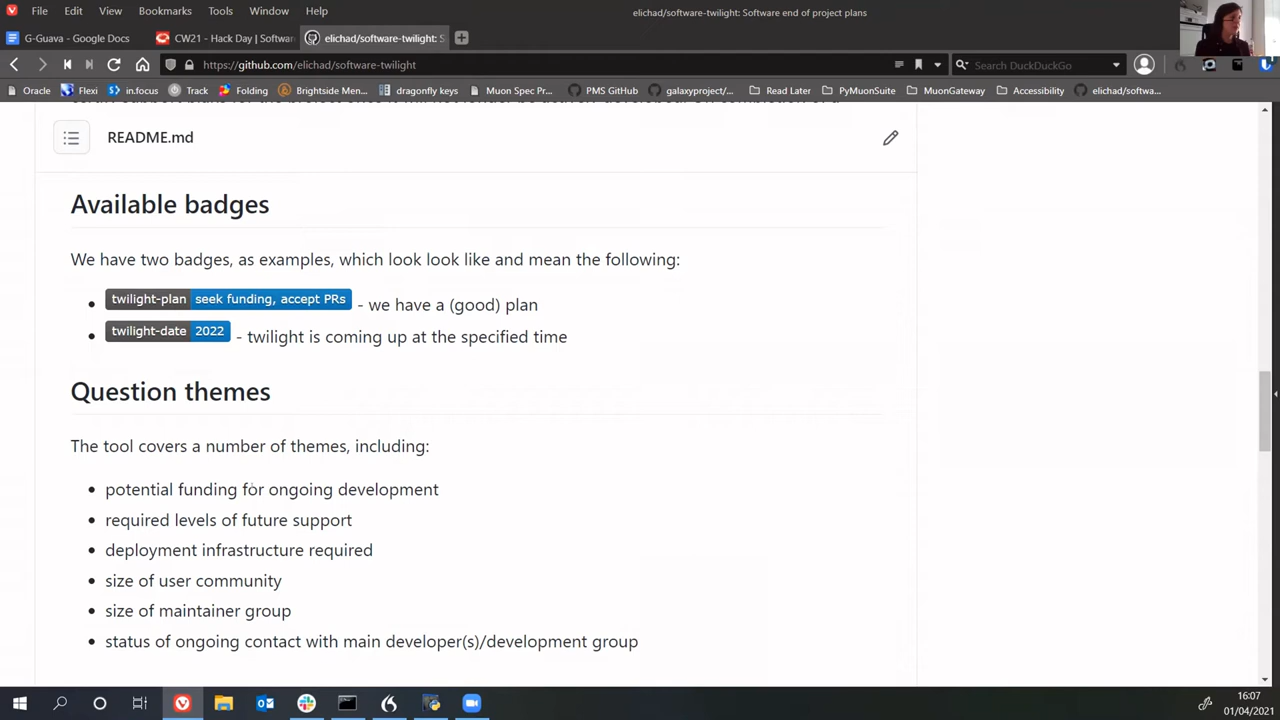 File Edit View Bookmarks Tools Window Help
elichad/software-twilight: Software end of project plans
G-Guava - Google Docs
CW21 - Hack Day | Software
elichad/software-twilight: S
https://github.com/elichad/software-twilight
Search DuckDuckGo
Oracle Flexi in.focus Track Folding Brightside Men... dragonfly keys Muon Spec Pr... PMS GitHub galaxyproject/... Read Later PyMuonSuite MuonGateway Accessibility elichad/softwa...
README.md
Available badges
We have two badges, as examples, which look look like and mean the following:
twilight-plan seek funding, accept PRs - we have a (good) plan
twilight-date 2022 - twilight is coming up at the specified time
Question themes
The tool covers a number of themes, including:
potential funding for ongoing development
required levels of future support
deployment infrastructure required
size of user community
size of maintainer group
status of ongoing contact with main developer(s)/development group
16:07
01/04/2021